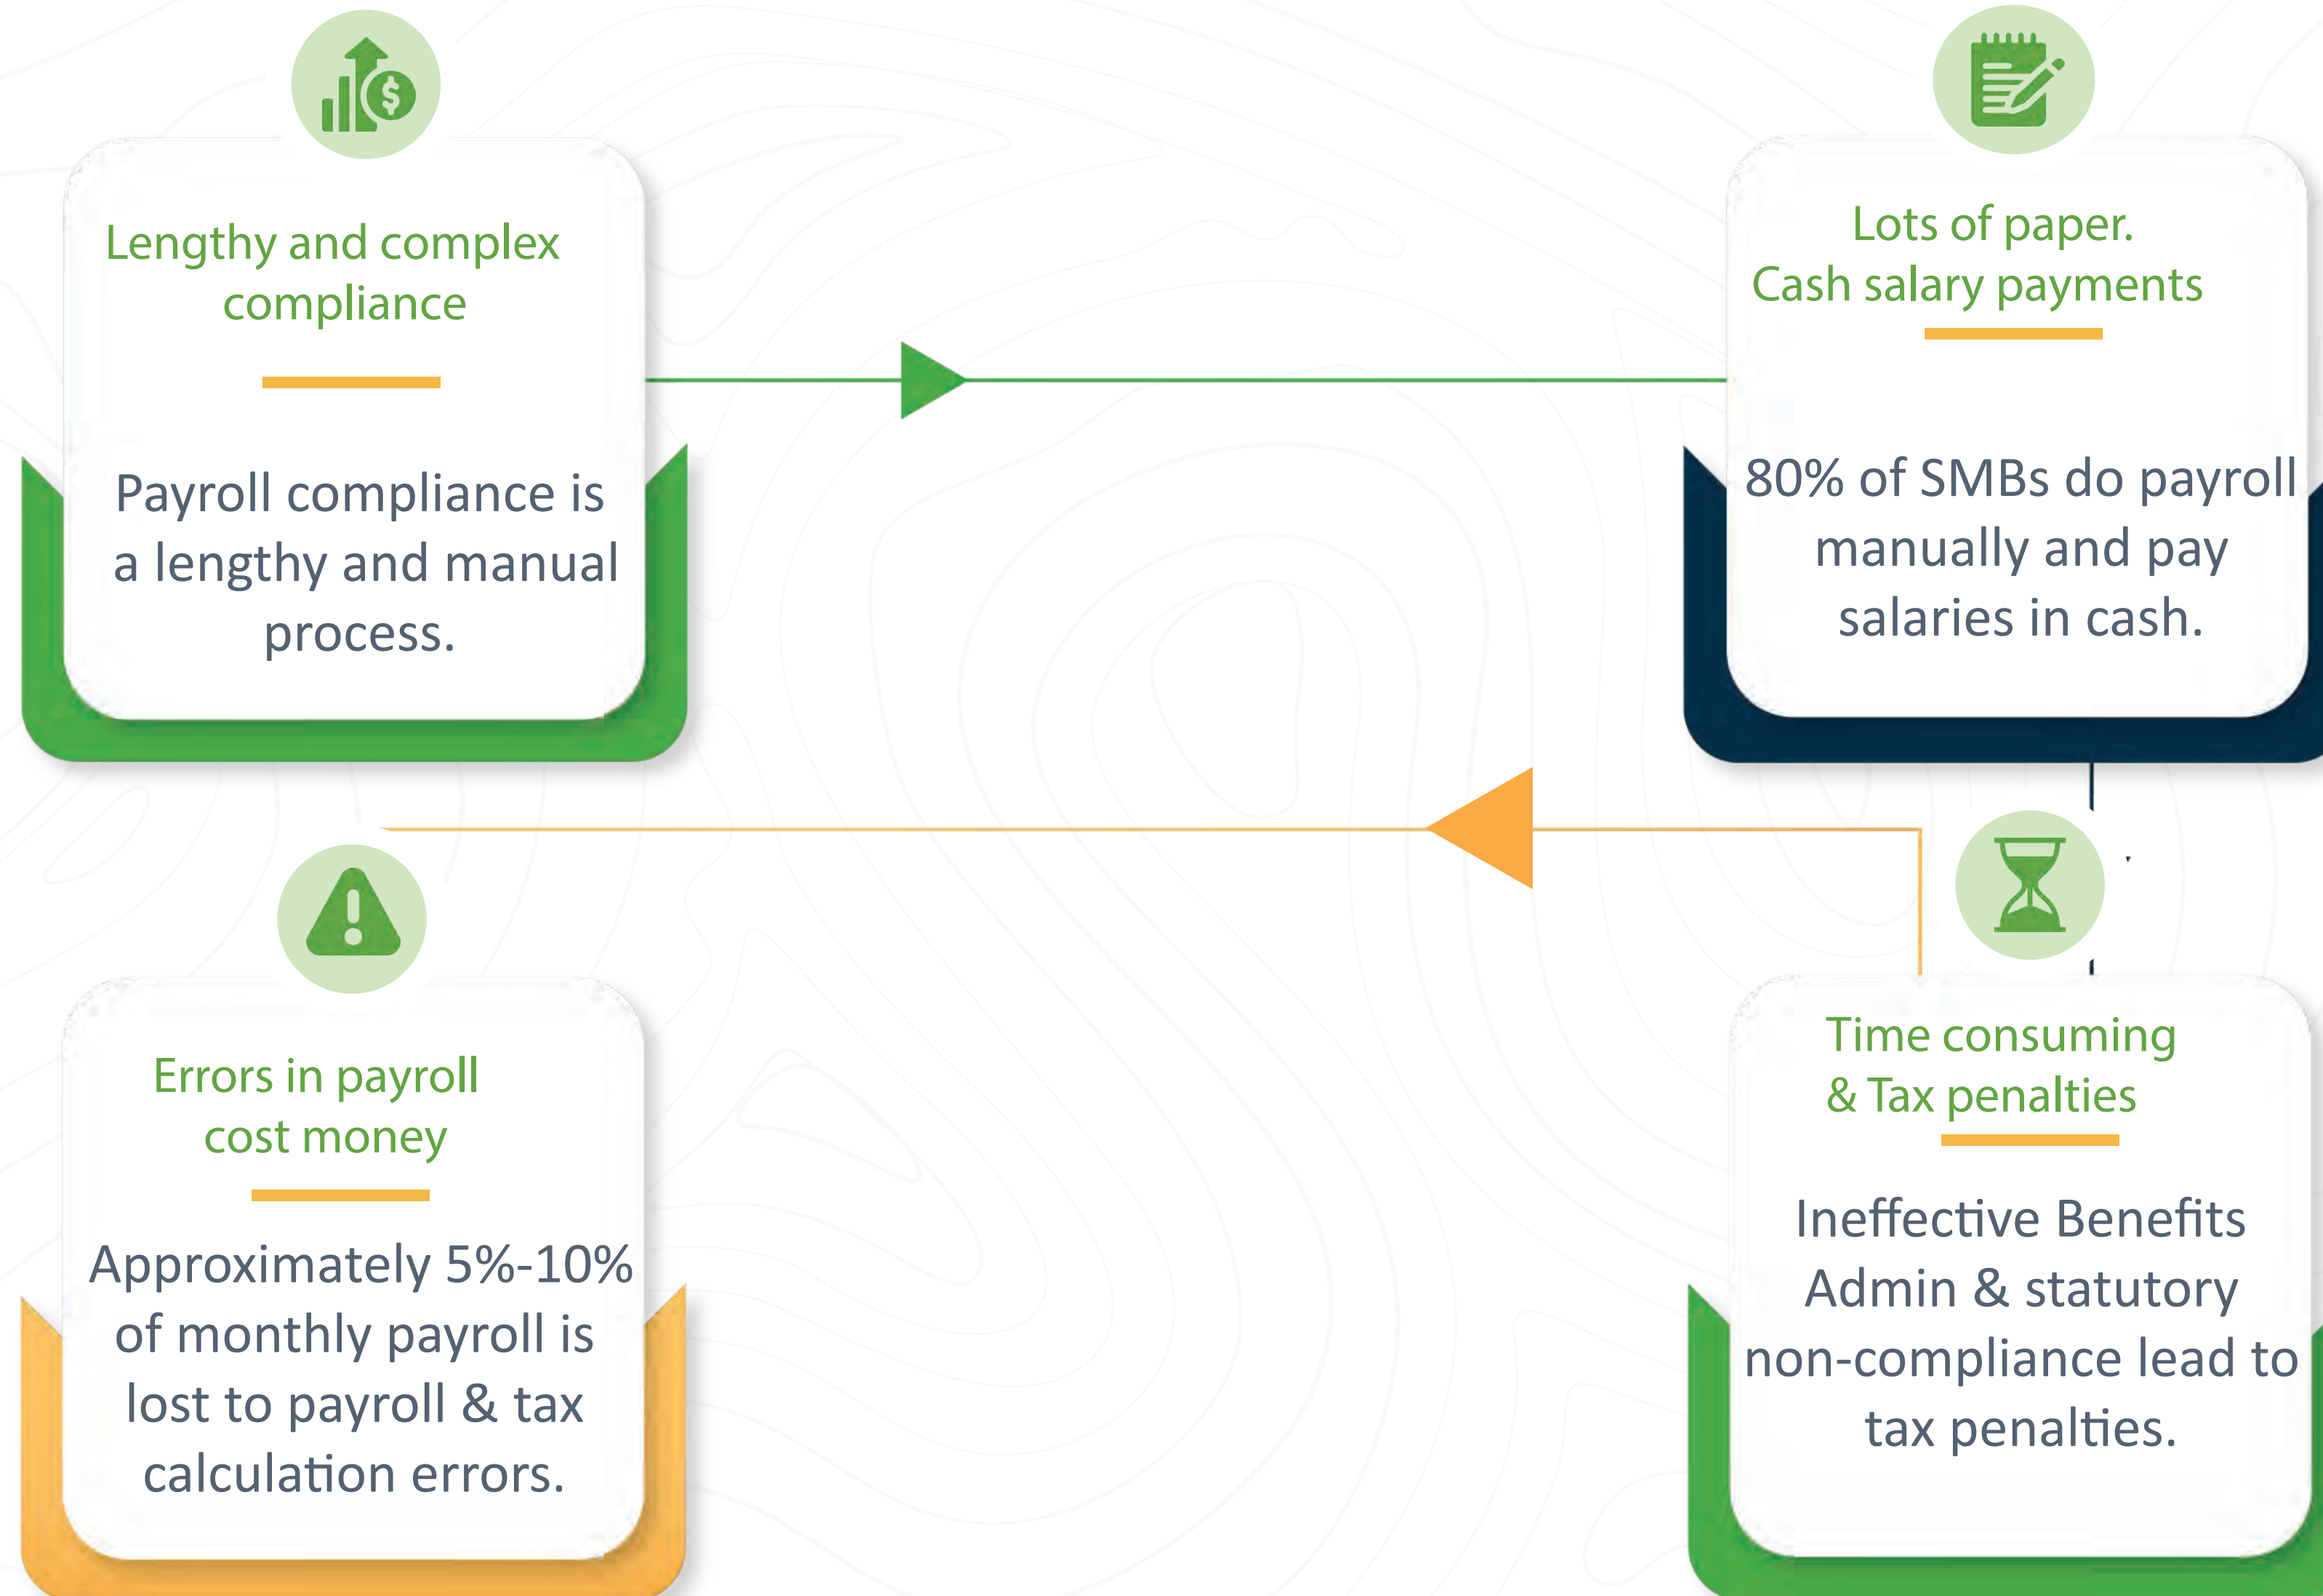 Lengthy and complex
compliance
Payroll compliance is
a lengthy and manual
process.
Lots of paper.
Cash salary payments
80% of SMBs do payroll
manually and pay
salaries in cash.
Time consuming
& Tax penalties
Ineffective Benefits
Admin & statutory
non-compliance lead to
tax penalties.
Errors in payroll
cost money
Approximately 5%-10%
of monthly payroll is
lost to payroll & tax
calculation errors.